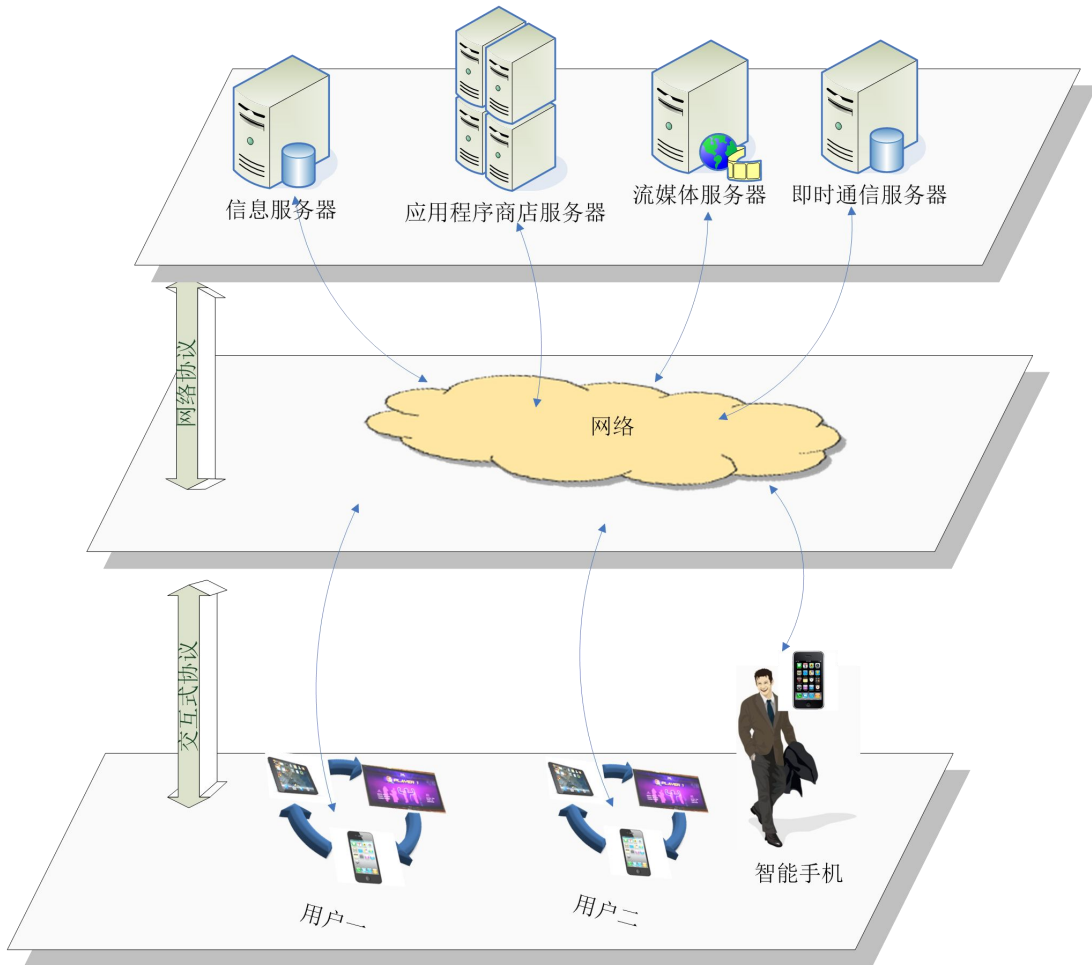 信息服务器
应用程序商店服务器
流媒体服务器
即时通信服务器
网络协议
网络
交互式协议
PLAYER
智能手机
用户一
用户二